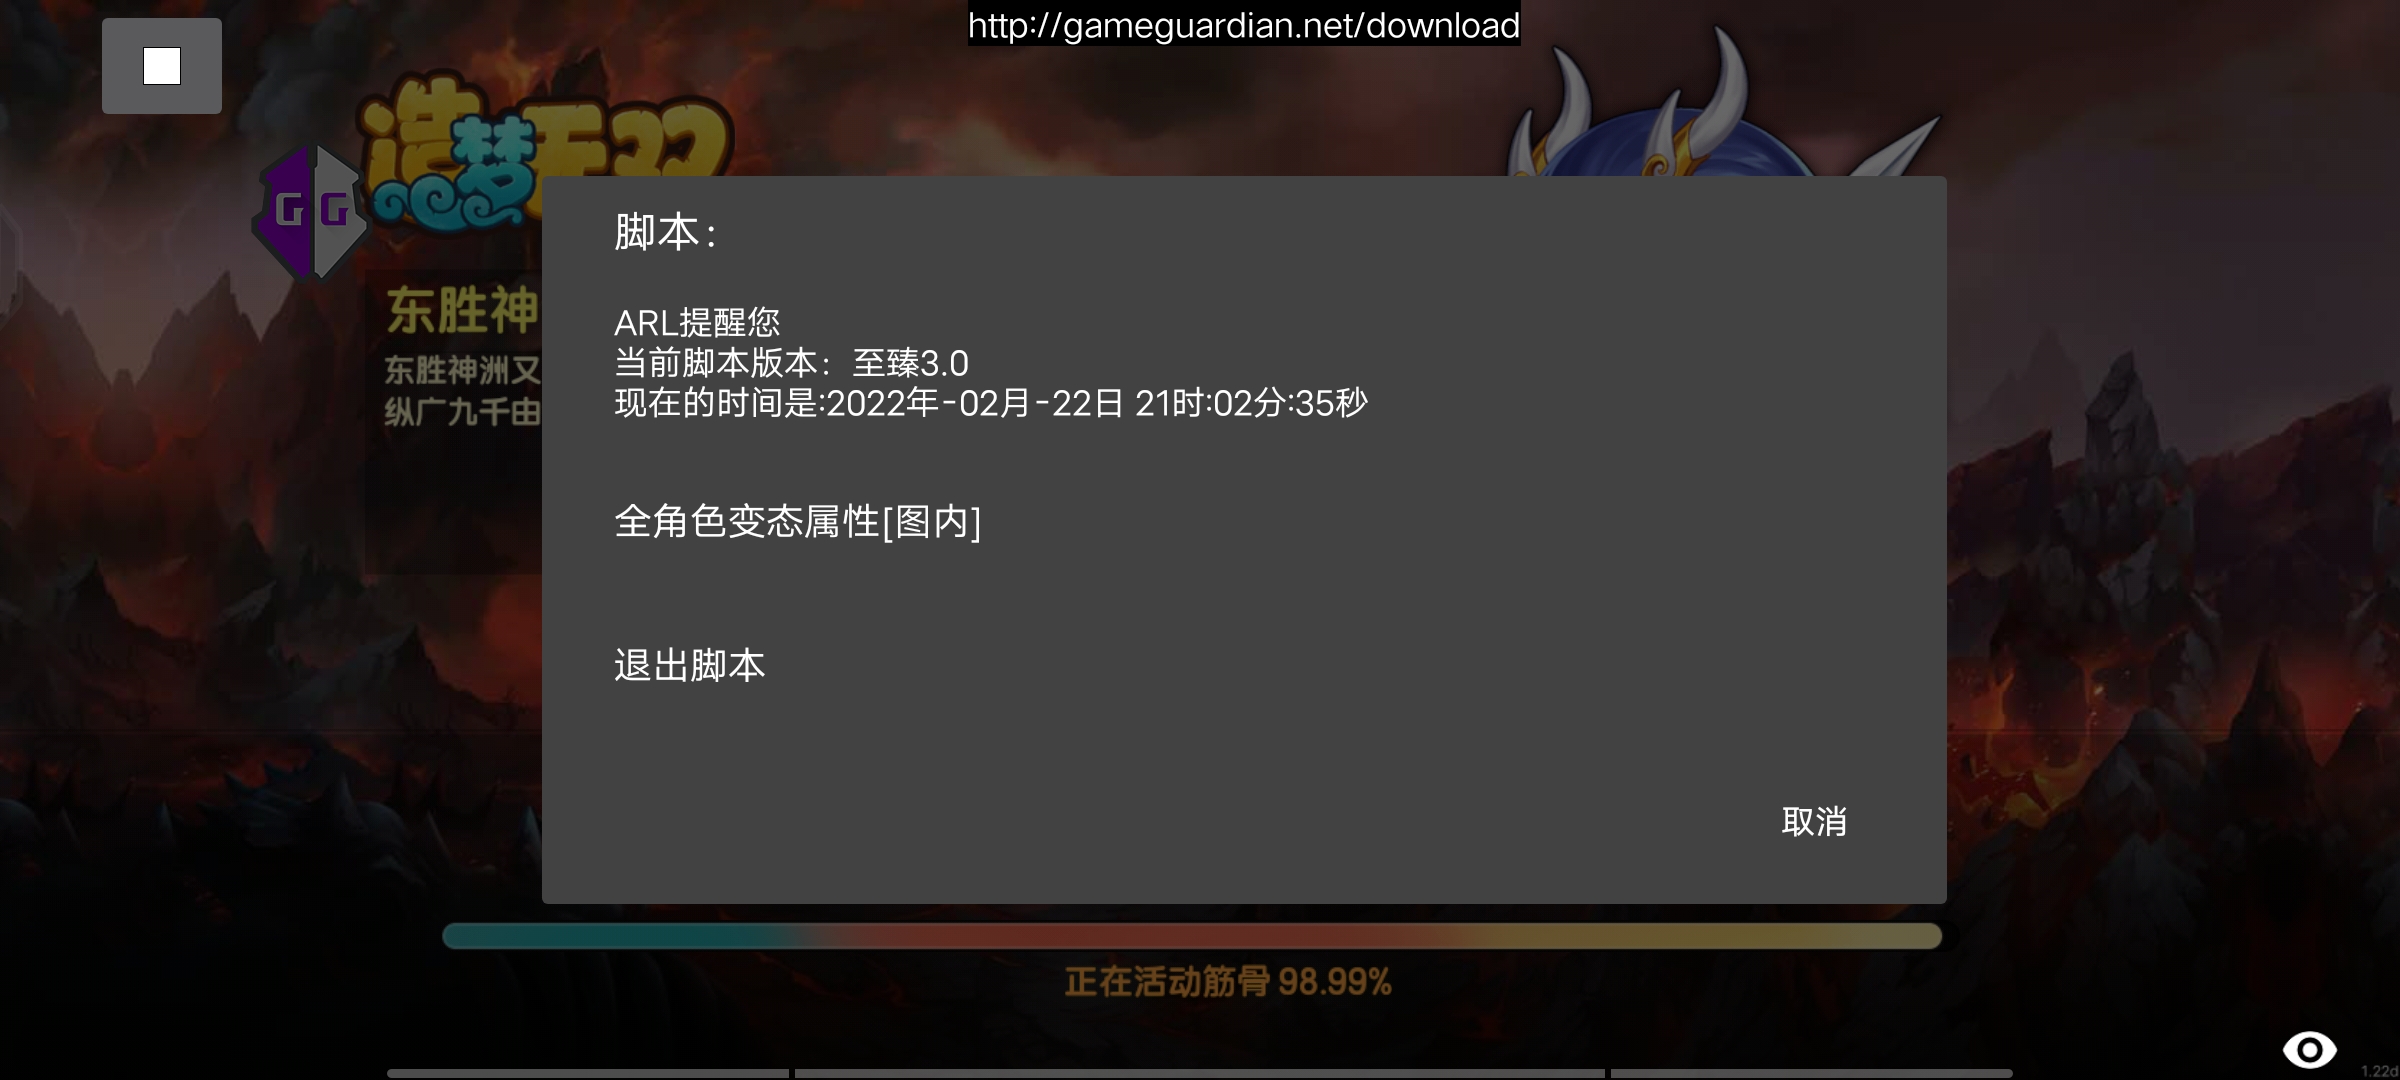 http://gameguardian.net/download
造梦无双
GG
脚本:
东胜神
东胜神洲又
纵广九千由
ARL提醒您
当前脚本版本：至臻3.0
现在的时间是:2022年-02月-22日 21时:02分:35秒
全角色变态属性[图内]
退出脚本
取消
正在活动筋骨 98.99%